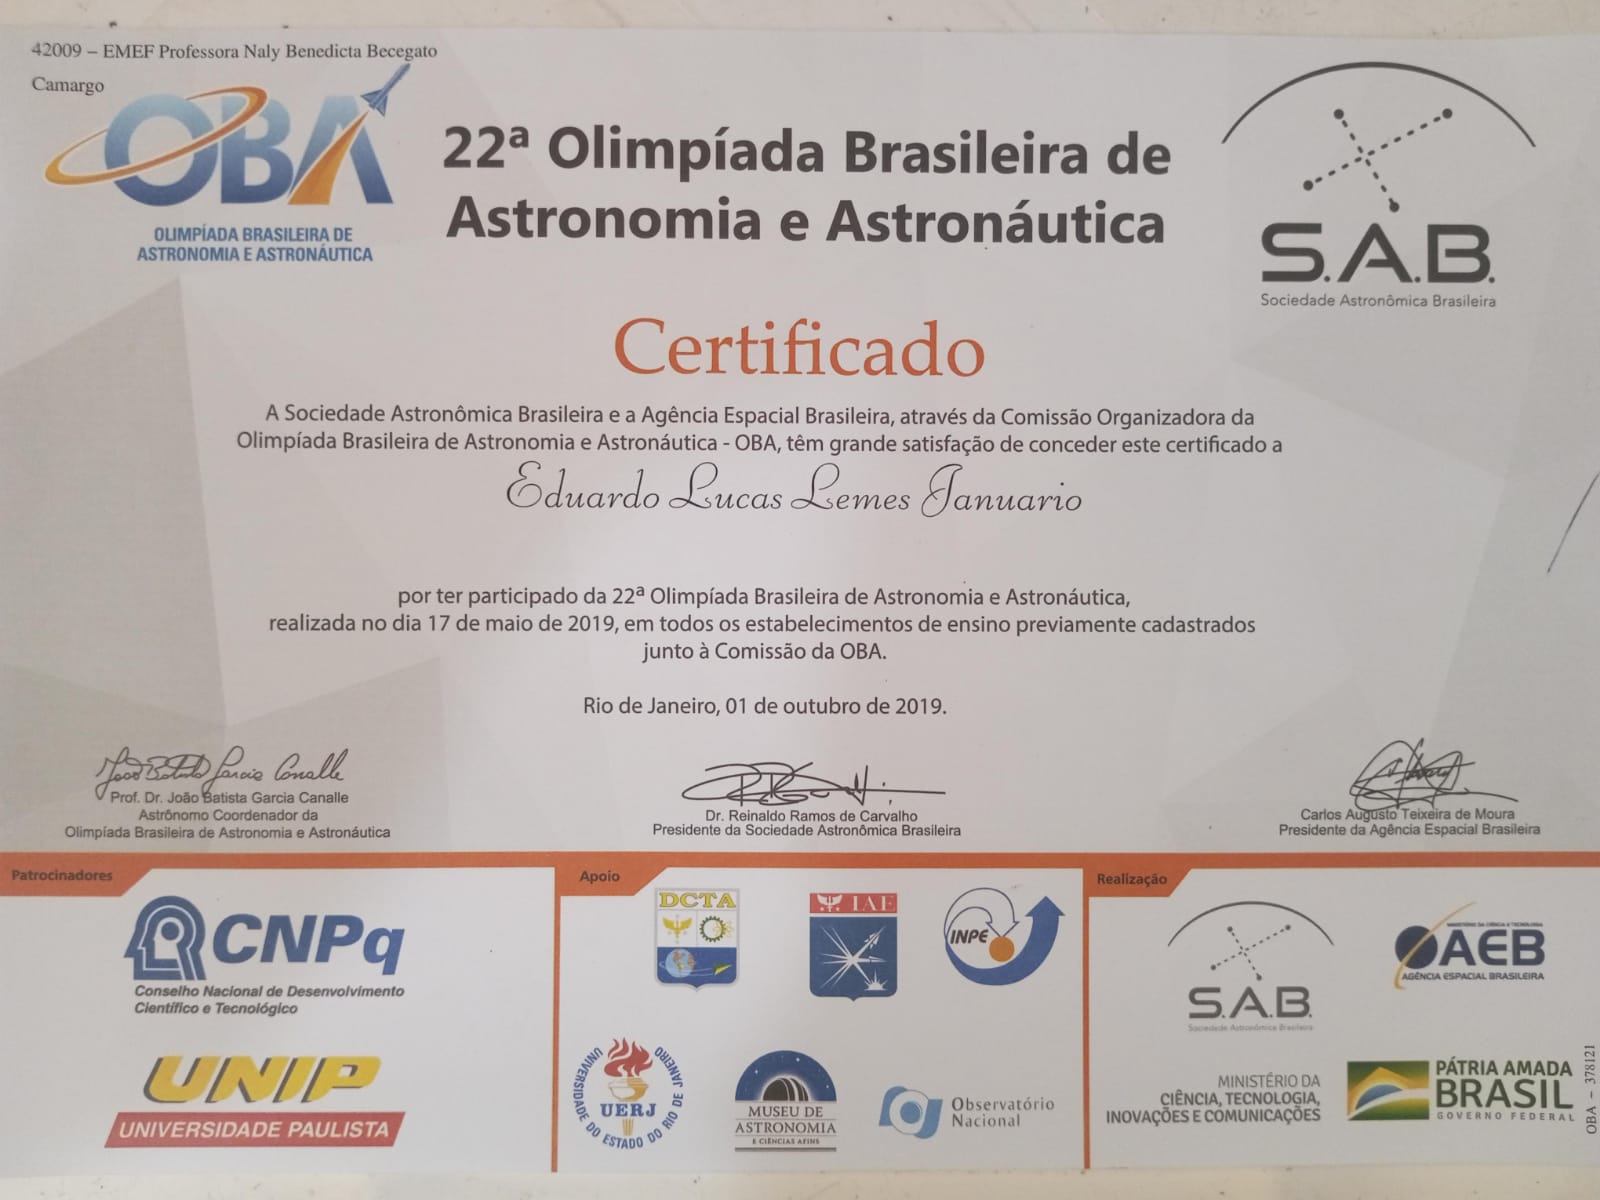 42009 – EMEF Professora Naly Benedicta Becegato
Camargo
OBA
OLIMPÍADA BRASILEIRA DE
ASTRONOMIA E ASTRONÁUTICA
22ª Olimpíada Brasileira de
Astronomia e Astronáutica
S.A.B.
Sociedade Astronômica Brasileira
Certificado
A Sociedade Astronômica Brasileira e a Agência Espacial Brasileira, através da Comissão Organizadora da
Olimpíada Brasileira de Astronomia e Astronáutica - OBA, têm grande satisfação de conceder este certificado a
Eduardo Lucas Lemes Januario
por ter participado da 22ª Olimpíada Brasileira de Astronomia e Astronáutica,
realizada no dia 17 de maio de 2019, em todos os estabelecimentos de ensino previamente cadastrados
junto à Comissão da OBA.
Rio de Janeiro, 01 de outubro de 2019.
João Batista Garcia Canalle
Prof. Dr. João Batista Garcia Canalle
Astrônomo Coordenador da
Olimpíada Brasileira de Astronomia e Astronáutica
Dr. Reinaldo Ramos de Carvalho
Presidente da Sociedade Astronômica Brasileira
Carlos Augusto Teixeira de Moura
Presidente da Agência Espacial Brasileira
Patrocinadores
CNPq
Conselho Nacional de Desenvolvimento
Científico e Tecnológico
UNIP
UNIVERSIDADE PAULISTA
Apoio
DCTA
IAE
INPE
UERJ
UNIVERSIDADE DO ESTADO DO RIO DE JANEIRO
MUSEU DE
ASTRONOMIA
E CIÊNCIAS AFINS
Observatório
Nacional
Realização
S.A.B.
Sociedade Astronômica Brasileira
MINISTÉRIO DA CIÊNCIA E TECNOLOGIA
AEB
AGÊNCIA ESPACIAL BRASILEIRA
MINISTÉRIO DA
CIÊNCIA, TECNOLOGIA,
INOVAÇÕES E COMUNICAÇÕES
PÁTRIA AMADA
BRASIL
GOVERNO FEDERAL
OBA – 378121